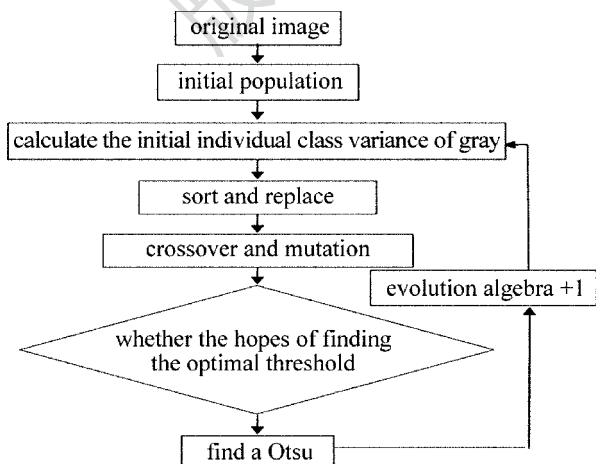 original image
initial population
calculate the initial individual class variance of gray
sort and replace
crossover and mutation
evolution algebra +1
whether the hopes of finding
the optimal threshold
find a Otsu